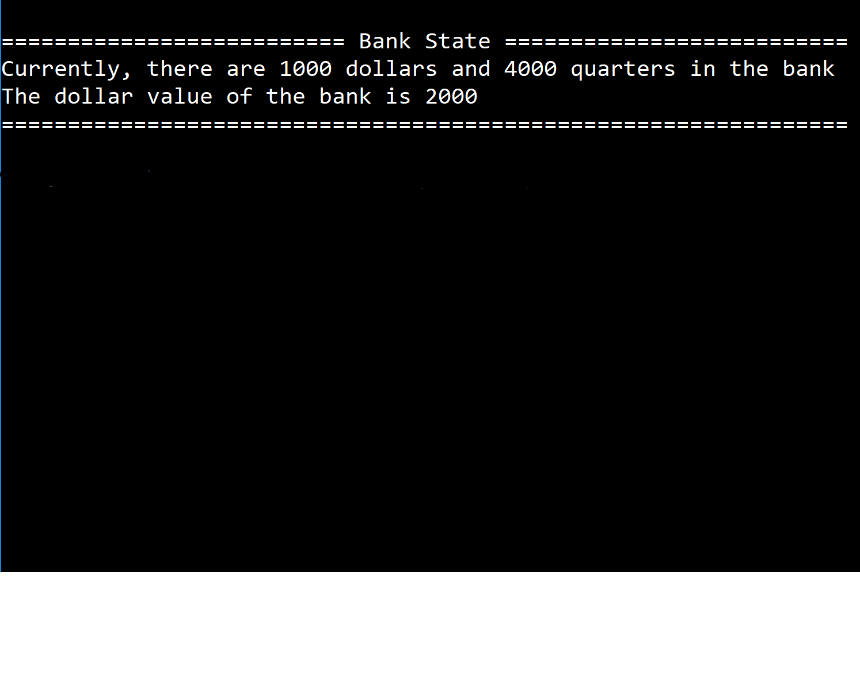 ========================== Bank State ==========================
Currently, there are 1000 dollars and 4000 quarters in the bank
The dollar value of the bank is 2000
================================================================